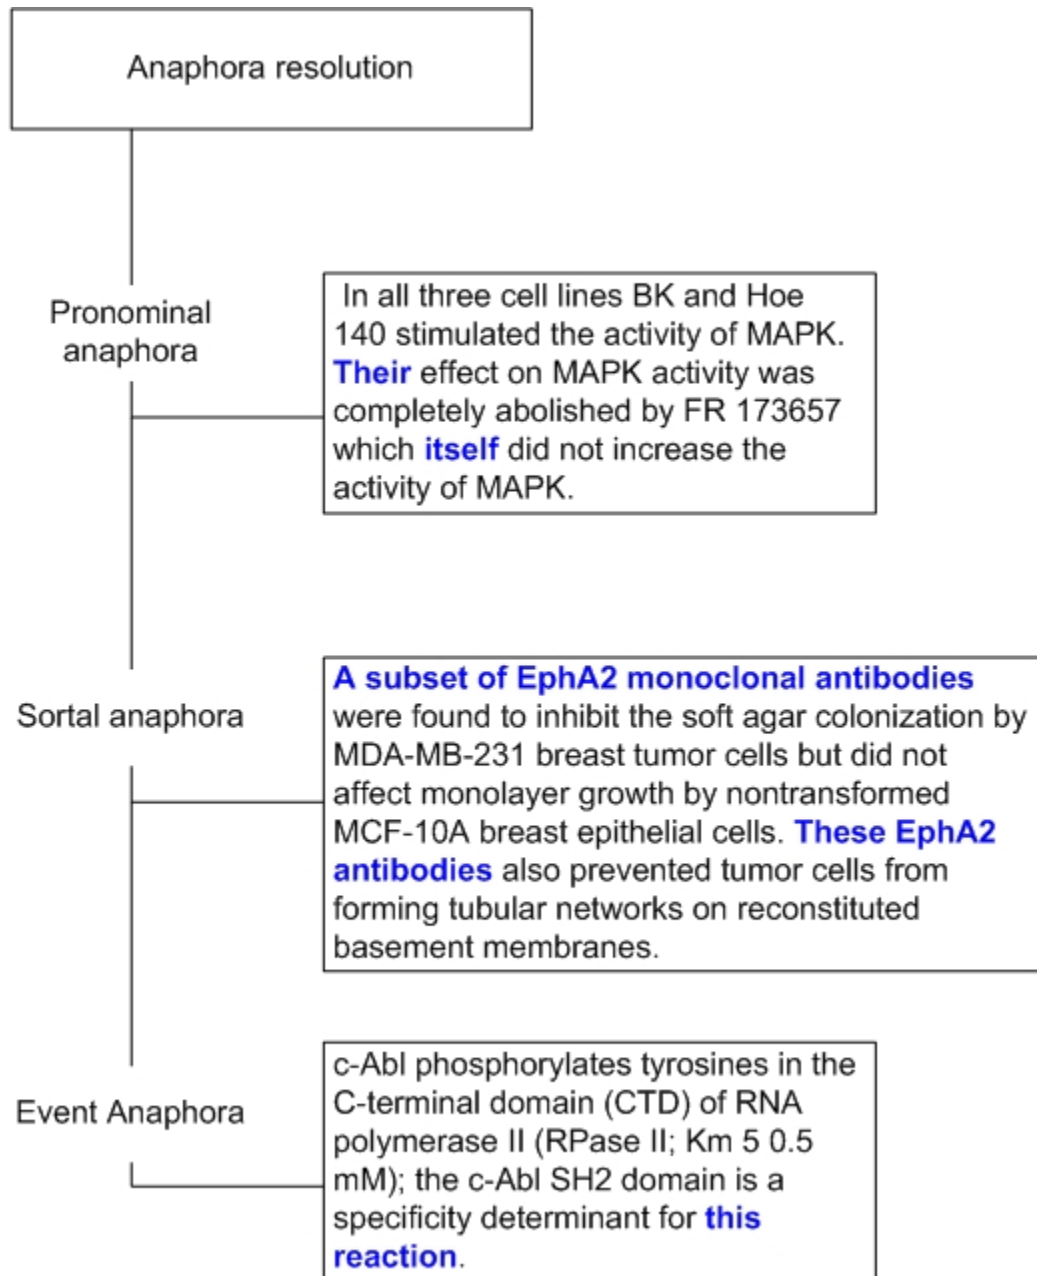 Anaphora resolution
Pronominal
anaphora
In all three cell lines BK and Hoe
140 stimulated the activity of MAPK.
Their effect on MAPK activity was
completely abolished by FR 173657
which itself did not increase the
activity of MAPK.
Sortal anaphora
A subset of EphA2 monoclonal antibodies
were found to inhibit the soft agar colonization by
MDA-MB-231 breast tumor cells but did not
affect monolayer growth by nontransformed
MCF-10A breast epithelial cells. These EphA2
antibodies also prevented tumor cells from
forming tubular networks on reconstituted
basement membranes.
Event Anaphora
c-Abl phosphorylates tyrosines in the
C-terminal domain (CTD) of RNA
polymerase II (RPase II; Km 5 0.5
mM); the c-Abl SH2 domain is a
specificity determinant for this
reaction.